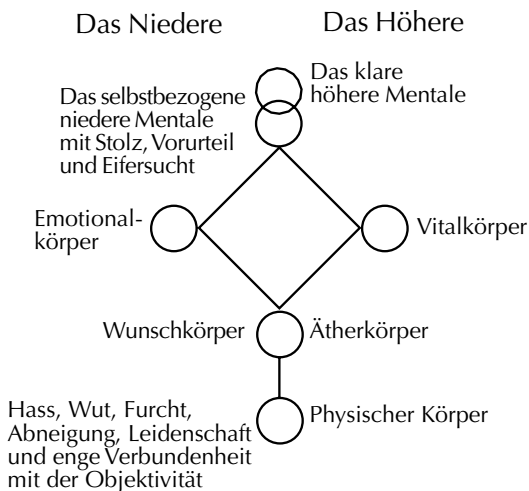 Das Niedere
Das Höhere
Das klare
höhere Mentale
Das selbstbezogene
niedere Mentale
mit Stolz, Vorurteil
und Eifersucht
Emotional-
körper
Vitalkörper
Wunschkörper
Ätherkörper
Hass, Wut, Furcht,
Abneigung, Leidenschaft
und enge Verbundenheit
mit der Objektivität
Physischer Körper